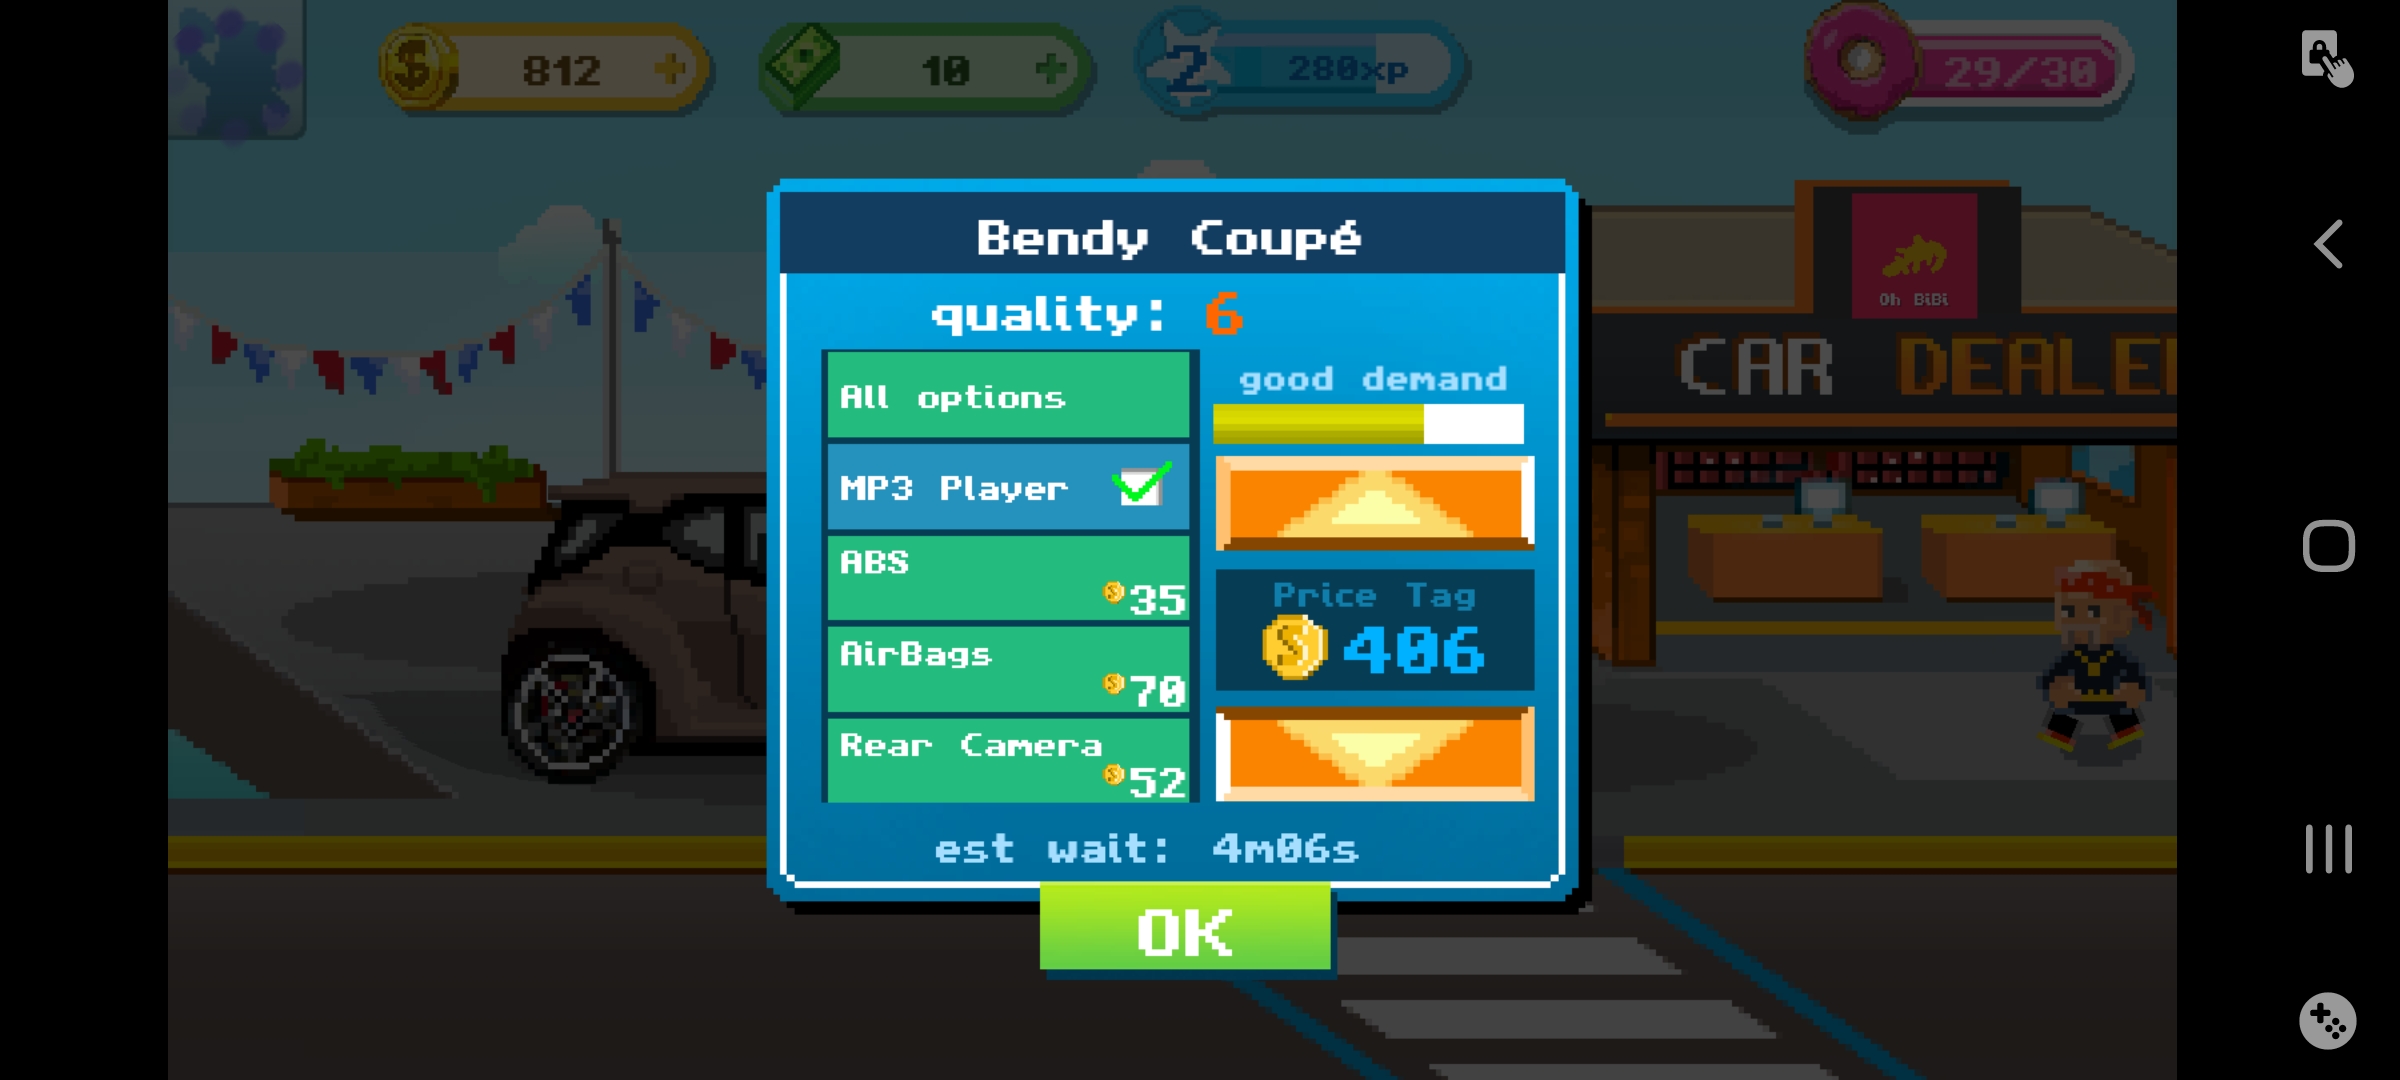 812
10
2
280xp
29/30
Bendy Coupé
quality: 6
All options
good demand
MP3 Player
ABS
35
AirBags
70
Rear Camera
52
Price Tag
406
est wait: 4m06s
OK
Oh BiBi
CAR DEALE